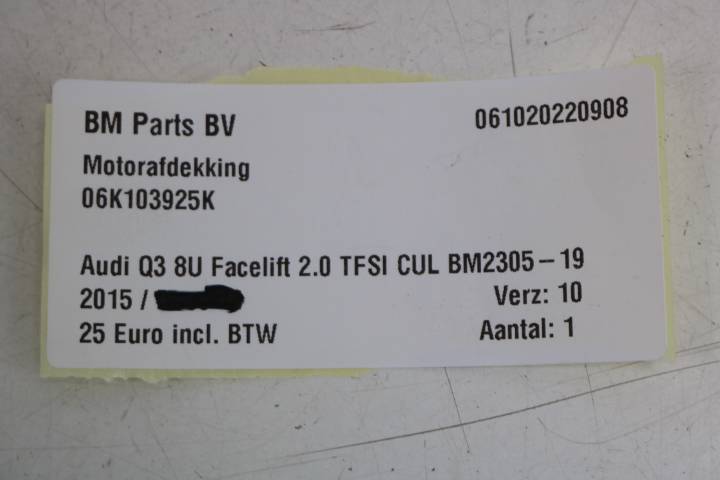 BM Parts BV 061020220908
Motorafdekking
06K103925K
Audi Q3 8U Facelift 2.0 TFSI CUL BM2305-19
2015 / Verz: 10
25 Euro incl. BTW Aantal: 1